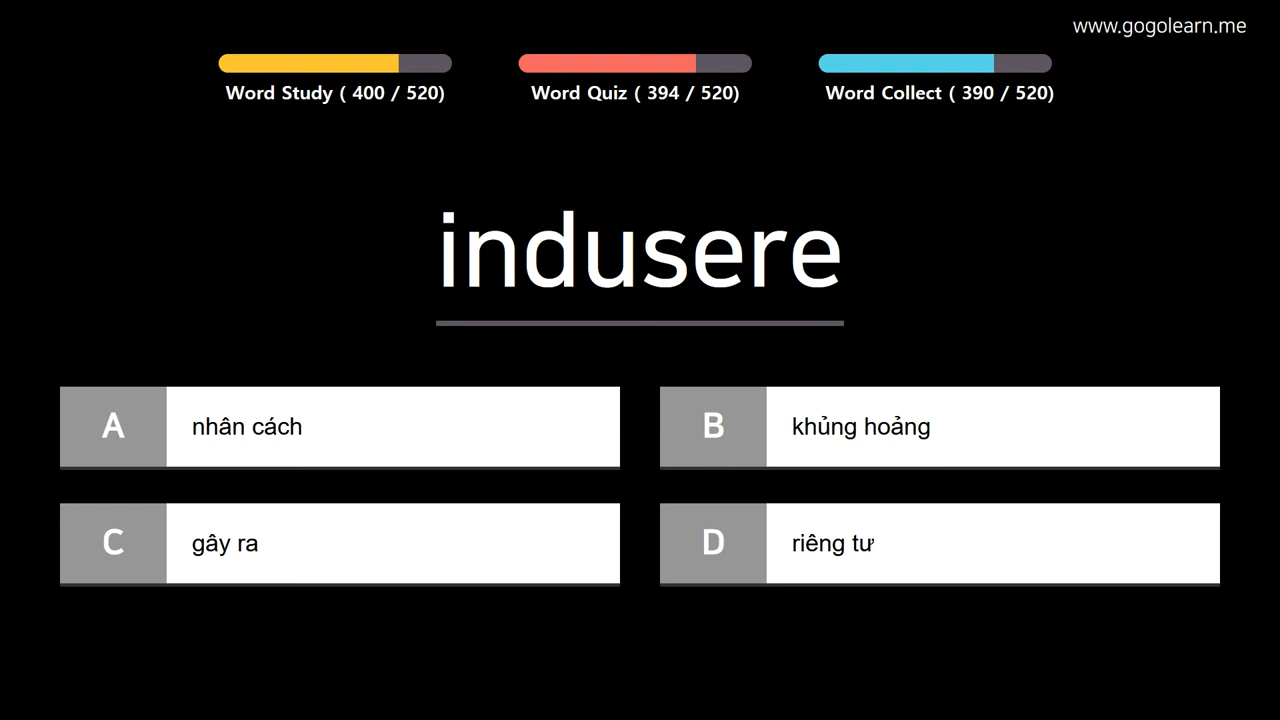 www.gogolearn.me
Word Study ( 400 / 520)
Word Quiz ( 394 / 520)
Word Collect ( 390 / 520)
indusere
A
nhân cách
B
khủng hoảng
C
gây ra
D
riêng tư